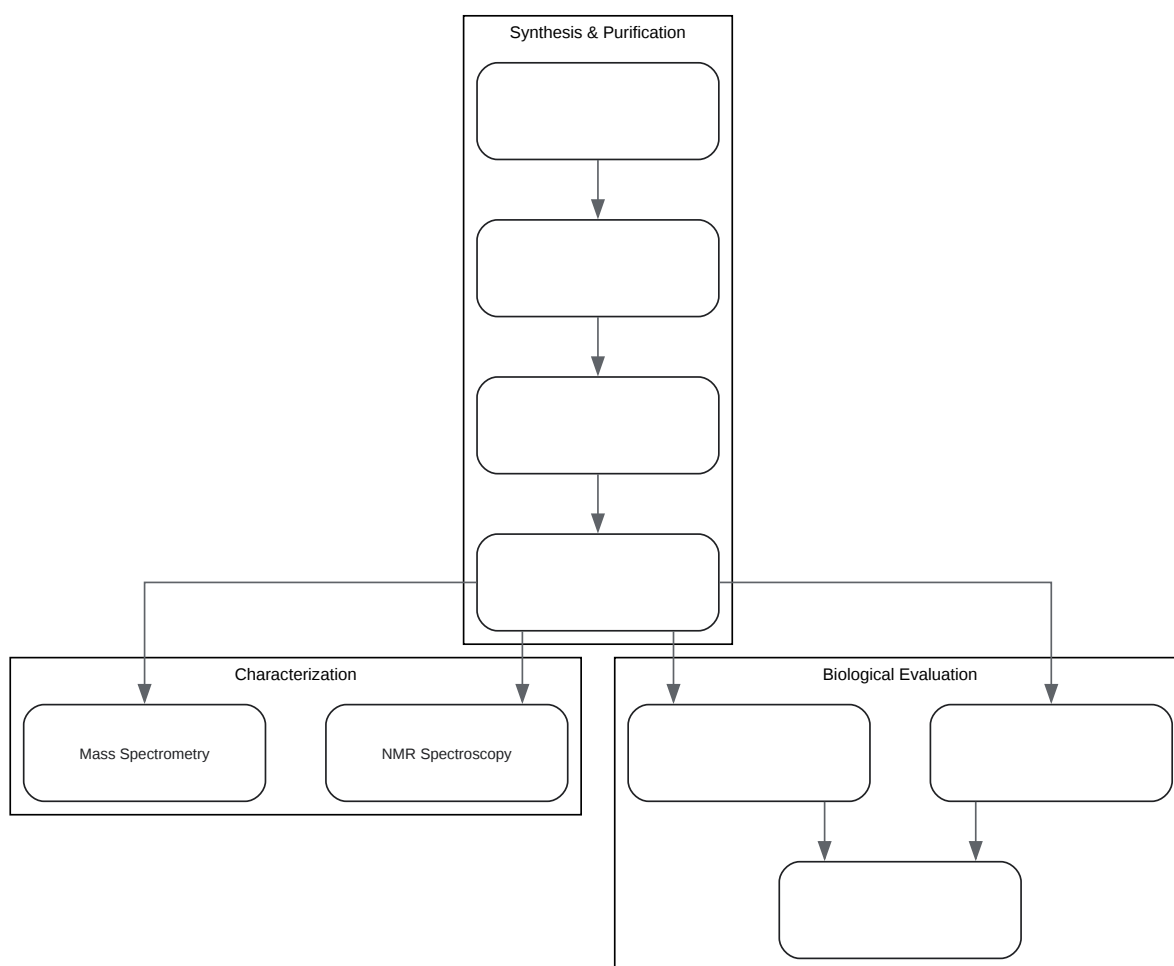 Synthesis & Purification
Characterization
Biological Evaluation
Mass Spectrometry
NMR Spectroscopy